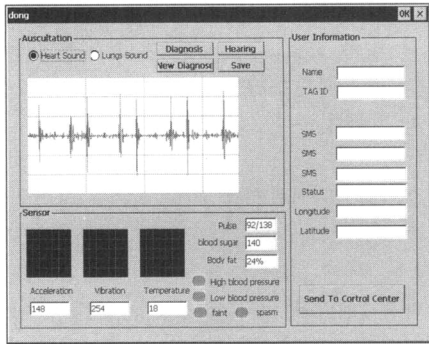 dong OK ×
Auscultation
Heart Sound Lungs Sound
Diagnosis Hearing
New Diagnose Save
User Information
Name
TAG ID
SMS
SMS
SMS
Status
Longitude
Latitude
Send To Control Center
Sensor
Acceleration Vibration Temperature
148 254 18
Pulse 92/138
blood sugar 140
Body fat 24%
High blood pressure
Low blood pressure
faint spasm